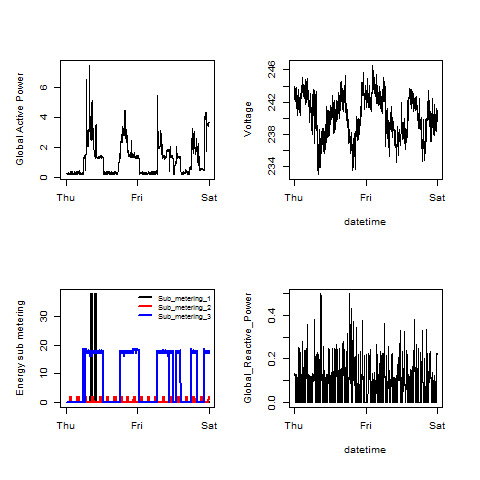 Global Active Power
6
4
2
0
Thu Fri Sat
Voltage
246
242
238
234
Thu Fri Sat
datetime
Energy sub metering
30
20
10
0
Sub_metering_1
Sub_metering_2
Sub_metering_3
Thu Fri Sat
Global_Reactive_Power
0.4
0.2
0.0
Thu Fri Sat
datetime